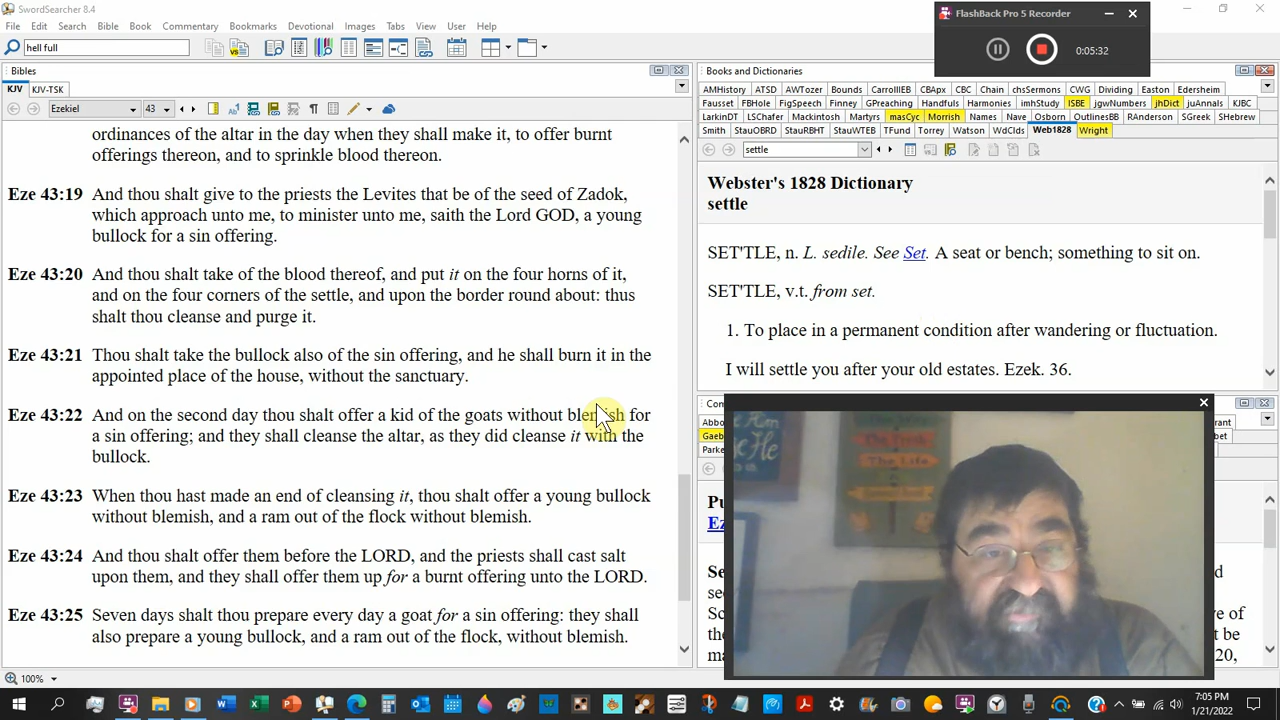 SwordSearcher 8.4
File Edit Search Bible Book Commentary Bookmarks Devotional Images Tabs View User Help
hell full
FlashBack Pro 5 Recorder
0:05:32
Bibles
KJV KJV-TSK
Ezekiel 43
ordinances of the altar in the day when they shall make it, to offer burnt
offerings thereon, and to sprinkle blood thereon.
Eze 43:19 And thou shalt give to the priests the Levites that be of the seed of Zadok,
which approach unto me, to minister unto me, saith the Lord GOD, a young
bullock for a sin offering.
Eze 43:20 And thou shalt take of the blood thereof, and put it on the four horns of it,
and on the four corners of the settle, and upon the border round about: thus
shalt thou cleanse and purge it.
Eze 43:21 Thou shalt take the bullock also of the sin offering, and he shall burn it in the
appointed place of the house, without the sanctuary.
Eze 43:22 And on the second day thou shalt offer a kid of the goats without blemish for
a sin offering; and they shall cleanse the altar, as they did cleanse it with the
bullock.
Eze 43:23 When thou hast made an end of cleansing it, thou shalt offer a young bullock
without blemish, and a ram out of the flock without blemish.
Eze 43:24 And thou shalt offer them before the LORD, and the priests shall cast salt
upon them, and they shall offer them up for a burnt offering unto the LORD.
Eze 43:25 Seven days shalt thou prepare every day a goat for a sin offering: they shall
also prepare a young bullock, and a ram out of the flock, without blemish.
100%
Books and Dictionaries
AMHistory ATSD AWTozer Bounds CarrollIEB CBApx CBC Chain chsSermons CWG Dividing Easton Edersheim
Fausset FBHole FigSpeech Finney GPreaching Handfuls Harmonies imhStudy ISBE jgwNumbers jhDict juAnnals KJBC
LarkinDT LSChafer Mackintosh Martyrs masCyc Morrish Names Nave Osborn OutlinesBB RAnderson SGreek SHebrew
Smith StauOBRD StauRBHT StauWTEB TFund Torrey Watson WdClds Web1828 Wright
settle
Webster's 1828 Dictionary
settle
SET'TLE, n. L. sedile. See Set. A seat or bench; something to sit on.
SET'TLE, v.t. from set.
1. To place in a permanent condition after wandering or fluctuation.
I will settle you after your old estates. Ezek. 36.
The Life
7:05 PM
1/21/2022